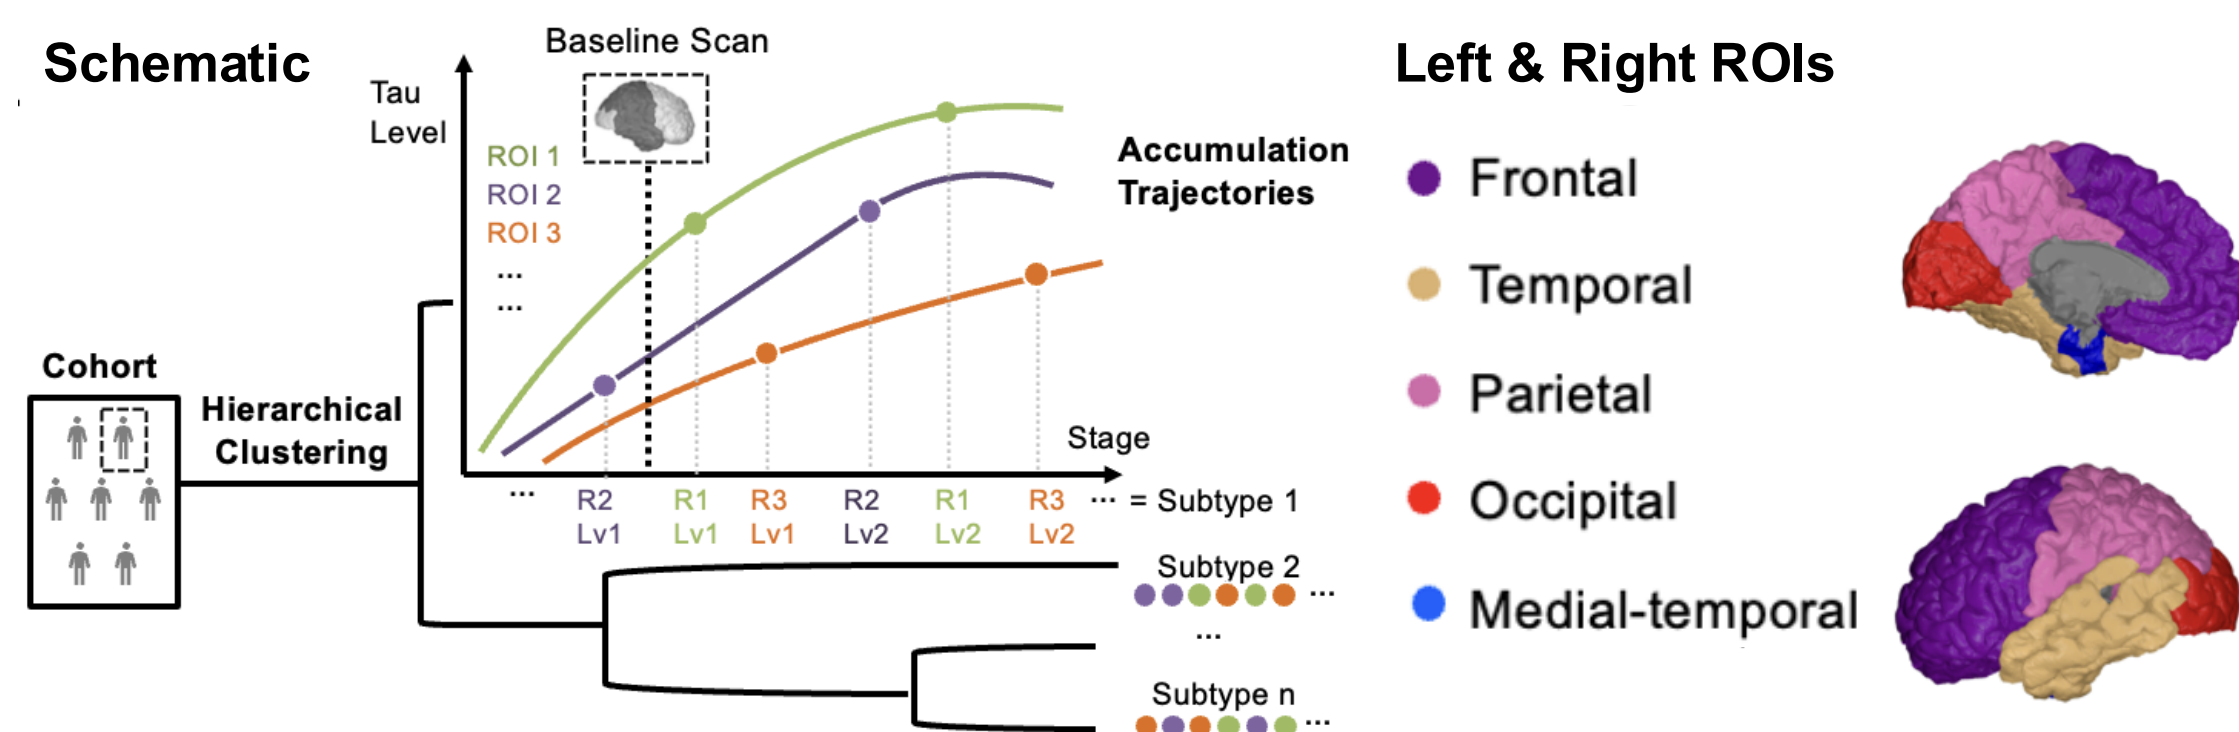 Schematic
Baseline Scan
Tau
Level
ROI 1
ROI 2
ROI 3
...
...
Accumulation
Trajectories
Cohort
Hierarchical
Clustering
Stage
... R2 R1 R3 R2 R1 R3 ... = Subtype 1
Lv1 Lv1 Lv1 Lv2 Lv2 Lv2
Subtype 2
...
...
Subtype n
...
Left & Right ROIs
Frontal
Temporal
Parietal
Occipital
Medial-temporal